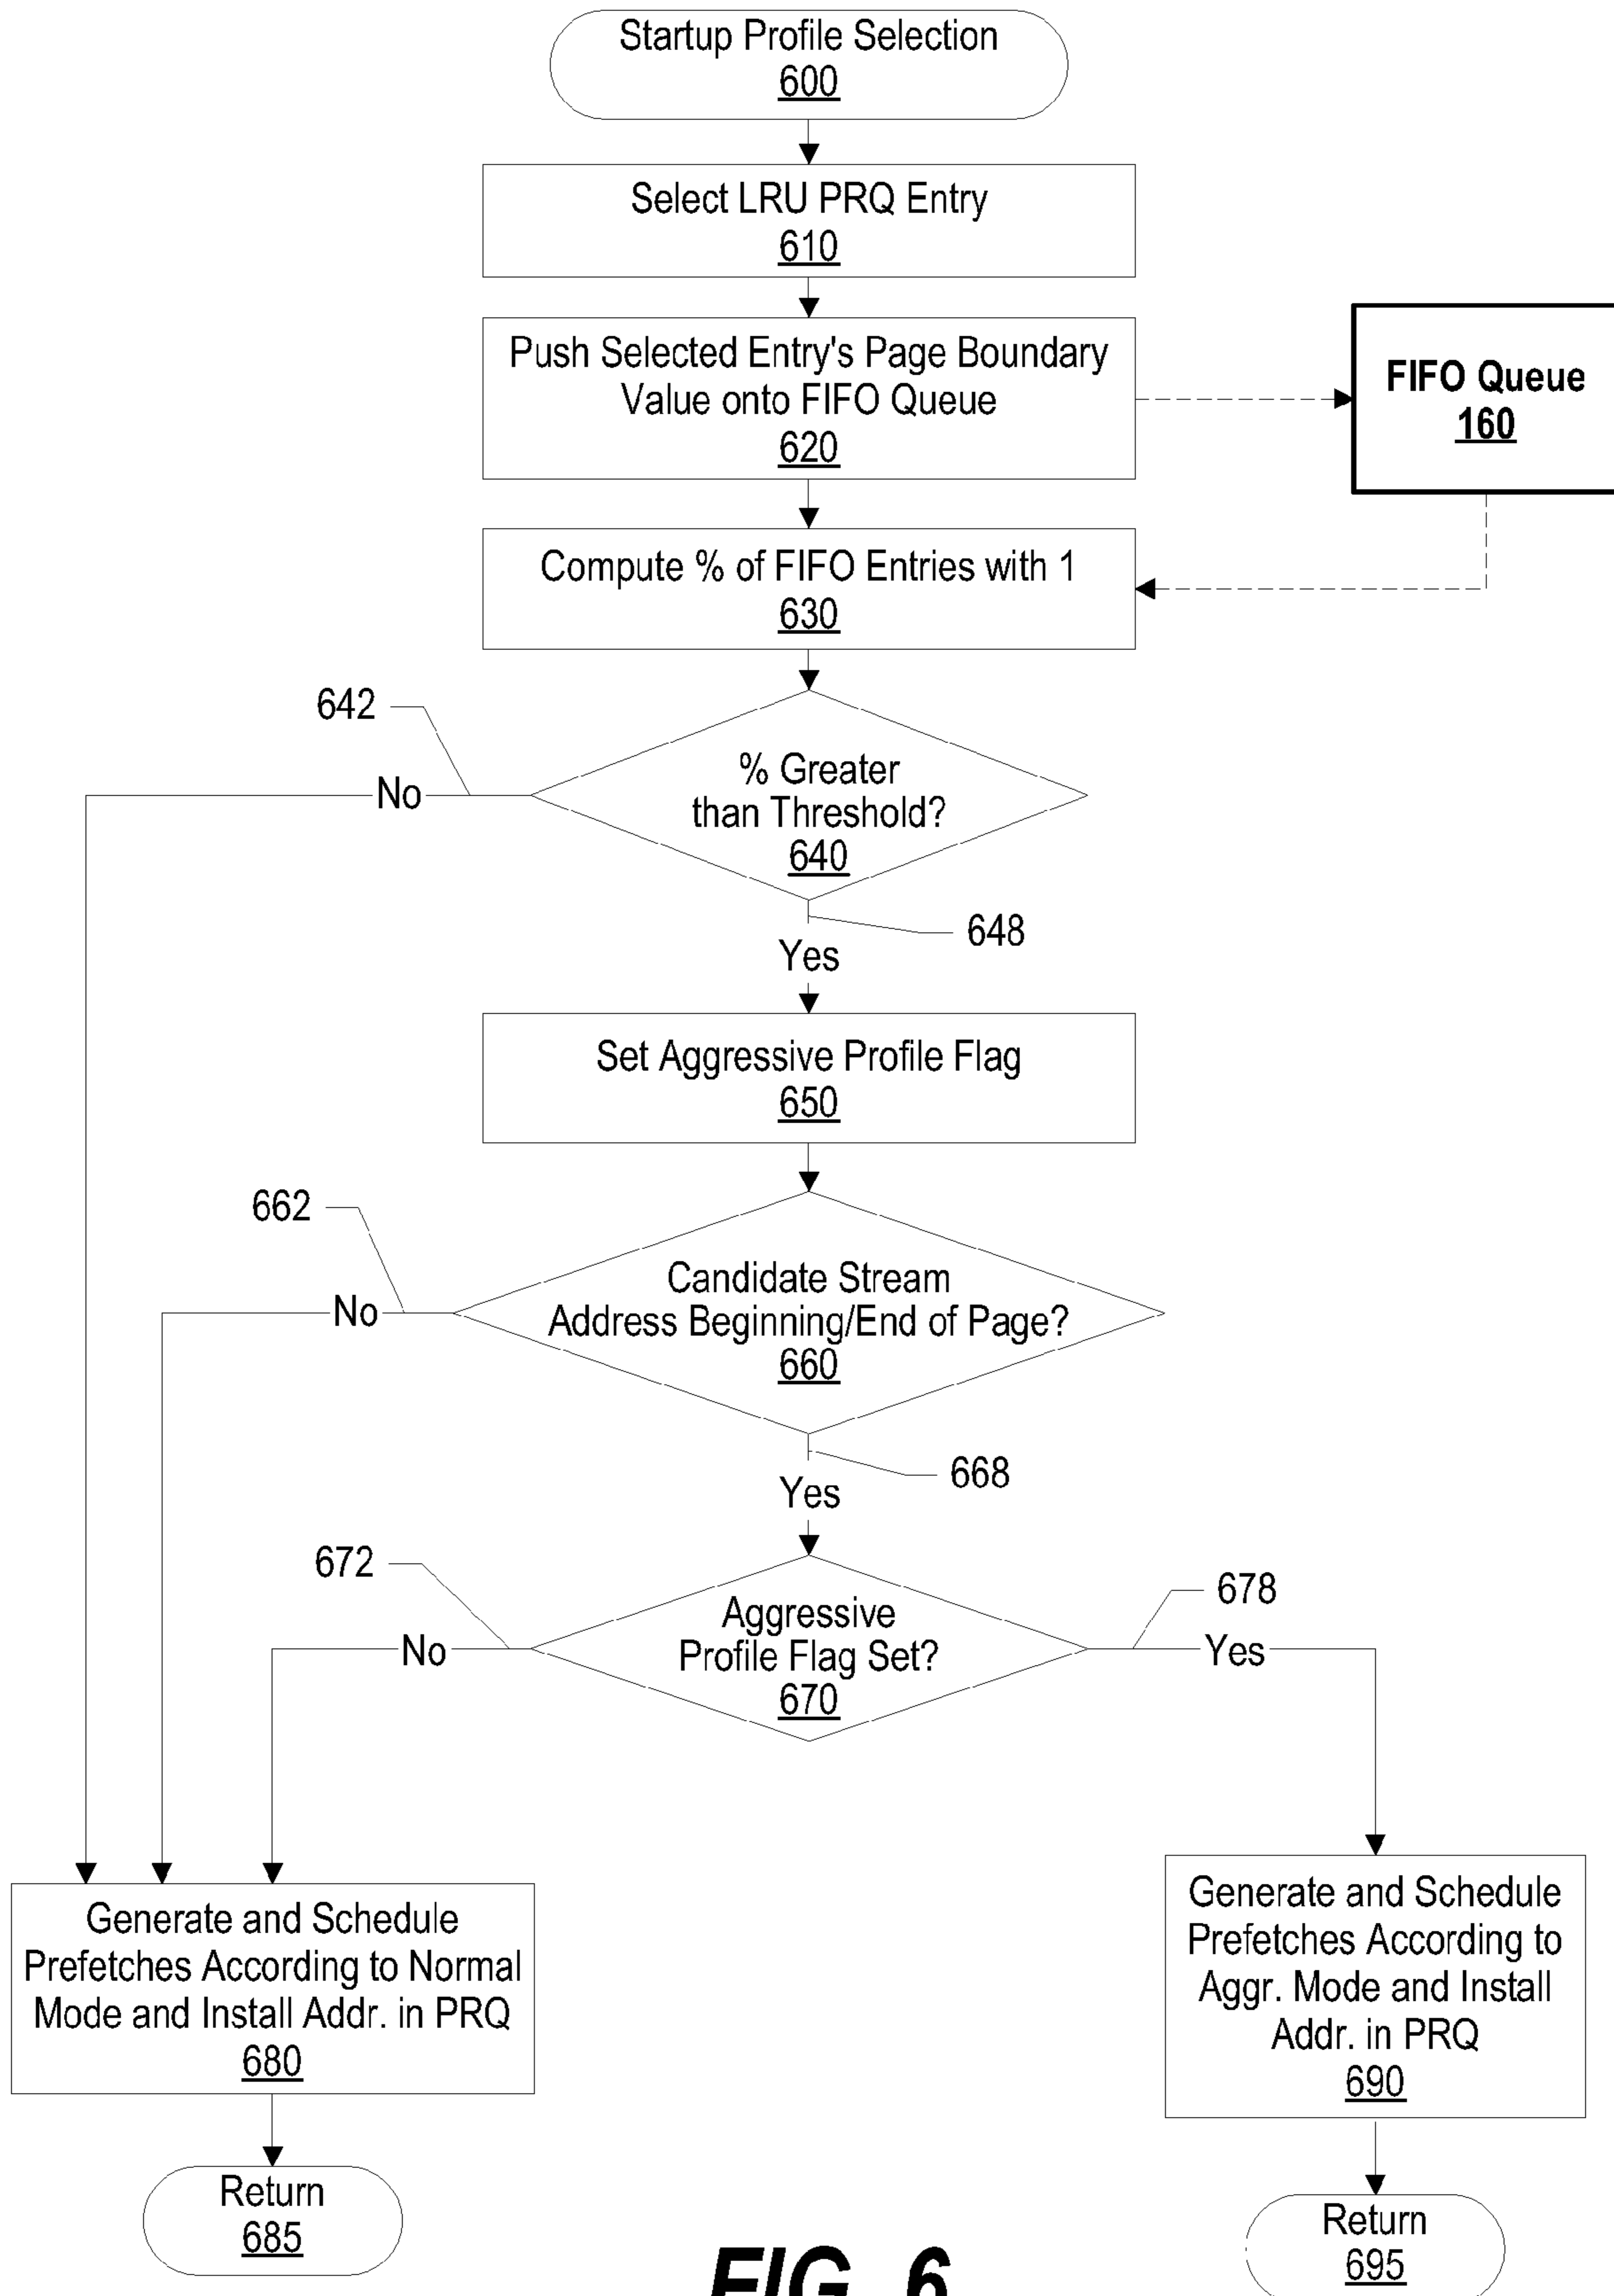 Startup Profile Selection
600
Select LRU PRQ Entry
610
Push Selected Entry's Page Boundary
Value onto FIFO Queue
620
FIFO Queue
160
Compute % of FIFO Entries with 1
630
642
No
% Greater
than Threshold?
640
648
Yes
Set Aggressive Profile Flag
650
662
No
Candidate Stream
Address Beginning/End of Page?
660
668
Yes
672
No
Aggressive
Profile Flag Set?
670
678
Yes
Generate and Schedule
Prefetches According to Normal
Mode and Install Addr. in PRQ
680
Generate and Schedule
Prefetches According to
Aggr. Mode and Install
Addr. in PRQ
690
Return
685
Return
695
FIG. 6